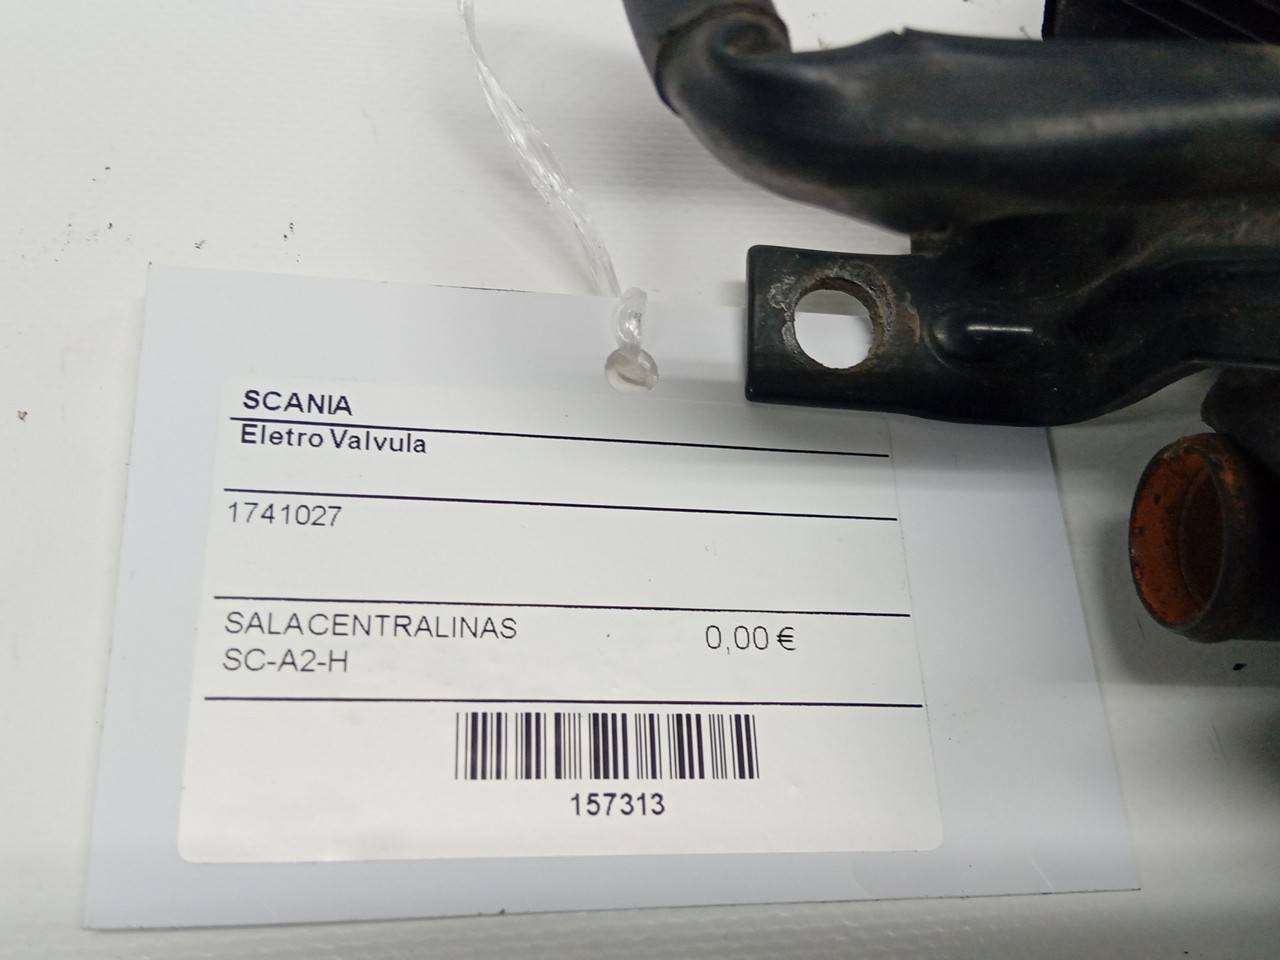 SCANIA
Eletro Valvula
1741027
SALACENTRALINAS 0,00 €
SC-A2-H
157313